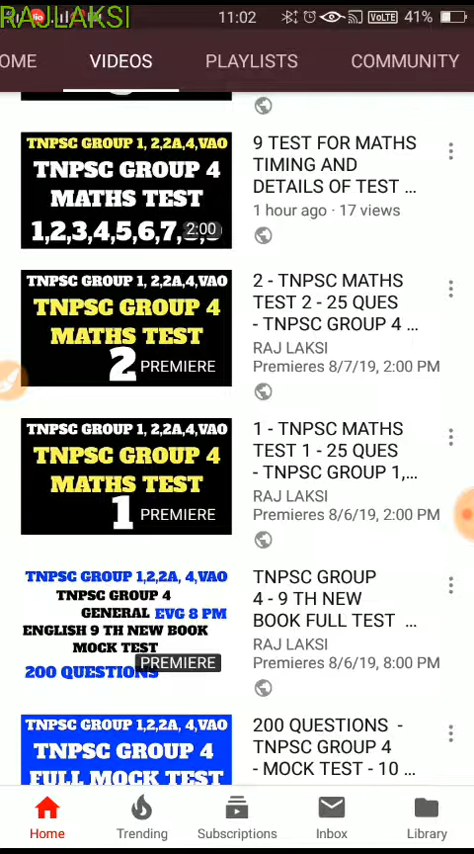 RAJLAKSI
11:02
VoLTE
41%
OME
VIDEOS
PLAYLISTS
COMMUNITY
TNPSC GROUP 1, 2,2A,4,VAO
TNPSC GROUP 4
MATHS TEST
1,2,3,4,5,6,7,8,9
2:00
9 TEST FOR MATHS
TIMING AND
DETAILS OF TEST ...
1 hour ago · 17 views
TNPSC GROUP 1, 2,2A,4,VAO
TNPSC GROUP 4
MATHS TEST
2
PREMIERE
2 - TNPSC MATHS
TEST 2 - 25 QUES
- TNPSC GROUP 4 ...
RAJ LAKSI
Premieres 8/7/19, 2:00 PM
TNPSC GROUP 1, 2,2A,4,VAO
TNPSC GROUP 4
MATHS TEST
1
PREMIERE
1 - TNPSC MATHS
TEST 1 - 25 QUES
- TNPSC GROUP 1,...
RAJ LAKSI
Premieres 8/6/19, 2:00 PM
TNPSC GROUP 1,2,2A, 4,VAO
TNPSC GROUP 4
GENERAL EVG 8 PM
ENGLISH 9 TH NEW BOOK
MOCK TEST
PREMIERE
200 QUESTIONS
TNPSC GROUP
4 - 9 TH NEW
BOOK FULL TEST ...
RAJ LAKSI
Premieres 8/6/19, 8:00 PM
TNPSC GROUP 1,2,2A, 4,VAO
TNPSC GROUP 4
FULL MOCK TEST
200 QUESTIONS -
TNPSC GROUP 4
- MOCK TEST - 10 ...
Home
Trending
Subscriptions
Inbox
Library